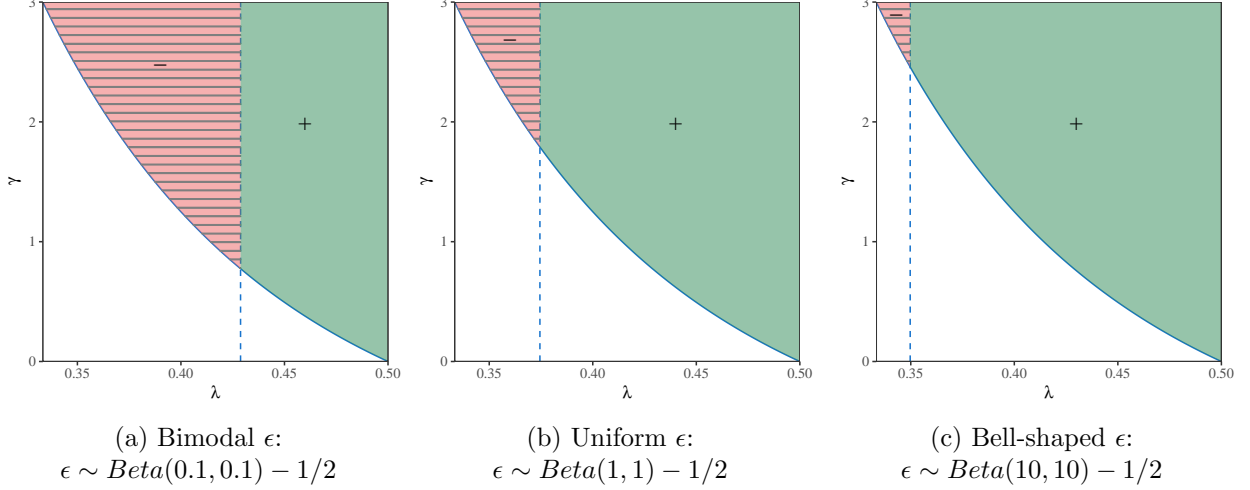 3
2
1
0
γ
−
+
0.35
0.40
0.45
0.50
λ
(a) Bimodal ϵ:
ϵ ∼ Beta(0.1, 0.1) − 1/2
3
2
1
0
γ
−
+
0.35
0.40
0.45
0.50
λ
(b) Uniform ϵ:
ϵ ∼ Beta(1, 1) − 1/2
3
2
1
0
γ
−
+
0.35
0.40
0.45
0.50
λ
(c) Bell-shaped ϵ:
ϵ ∼ Beta(10, 10) − 1/2